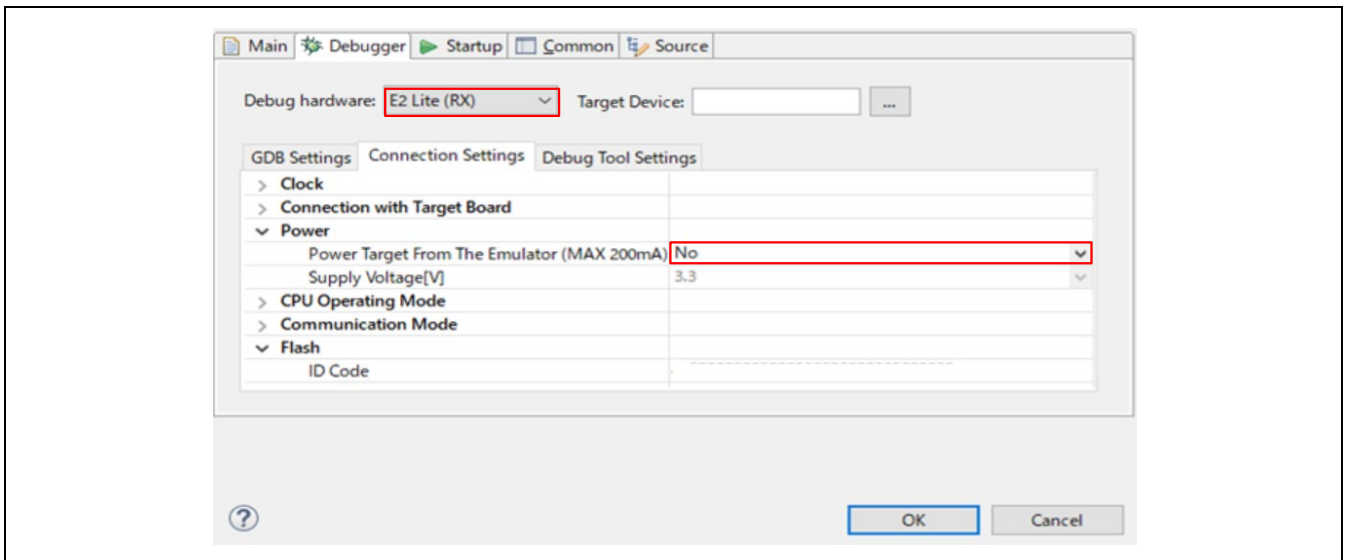 Main Debugger Startup Common Source
Debug hardware: E2 Lite (RX) Target Device: ...
GDB Settings Connection Settings Debug Tool Settings
Clock
Connection with Target Board
Power
Power Target From The Emulator (MAX 200mA) No
Supply Voltage[V] 3.3
CPU Operating Mode
Communication Mode
Flash
ID Code
? OK Cancel